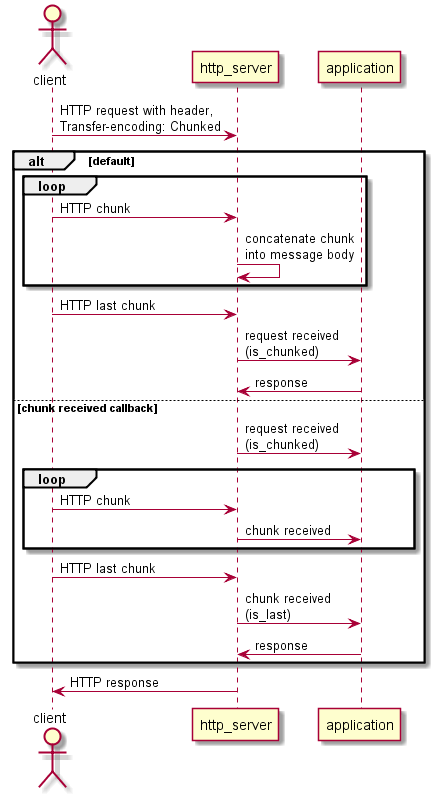 client
http_server
application
HTTP request with header,
Transfer-encoding: Chunked
alt
[default]
loop
HTTP chunk
concatenate chunk
into message body
HTTP last chunk
request received
(is_chunked)
response
[chunk received callback]
request received
(is_chunked)
loop
HTTP chunk
chunk received
HTTP last chunk
chunk received
(is_last)
response
HTTP response
client
http_server
application